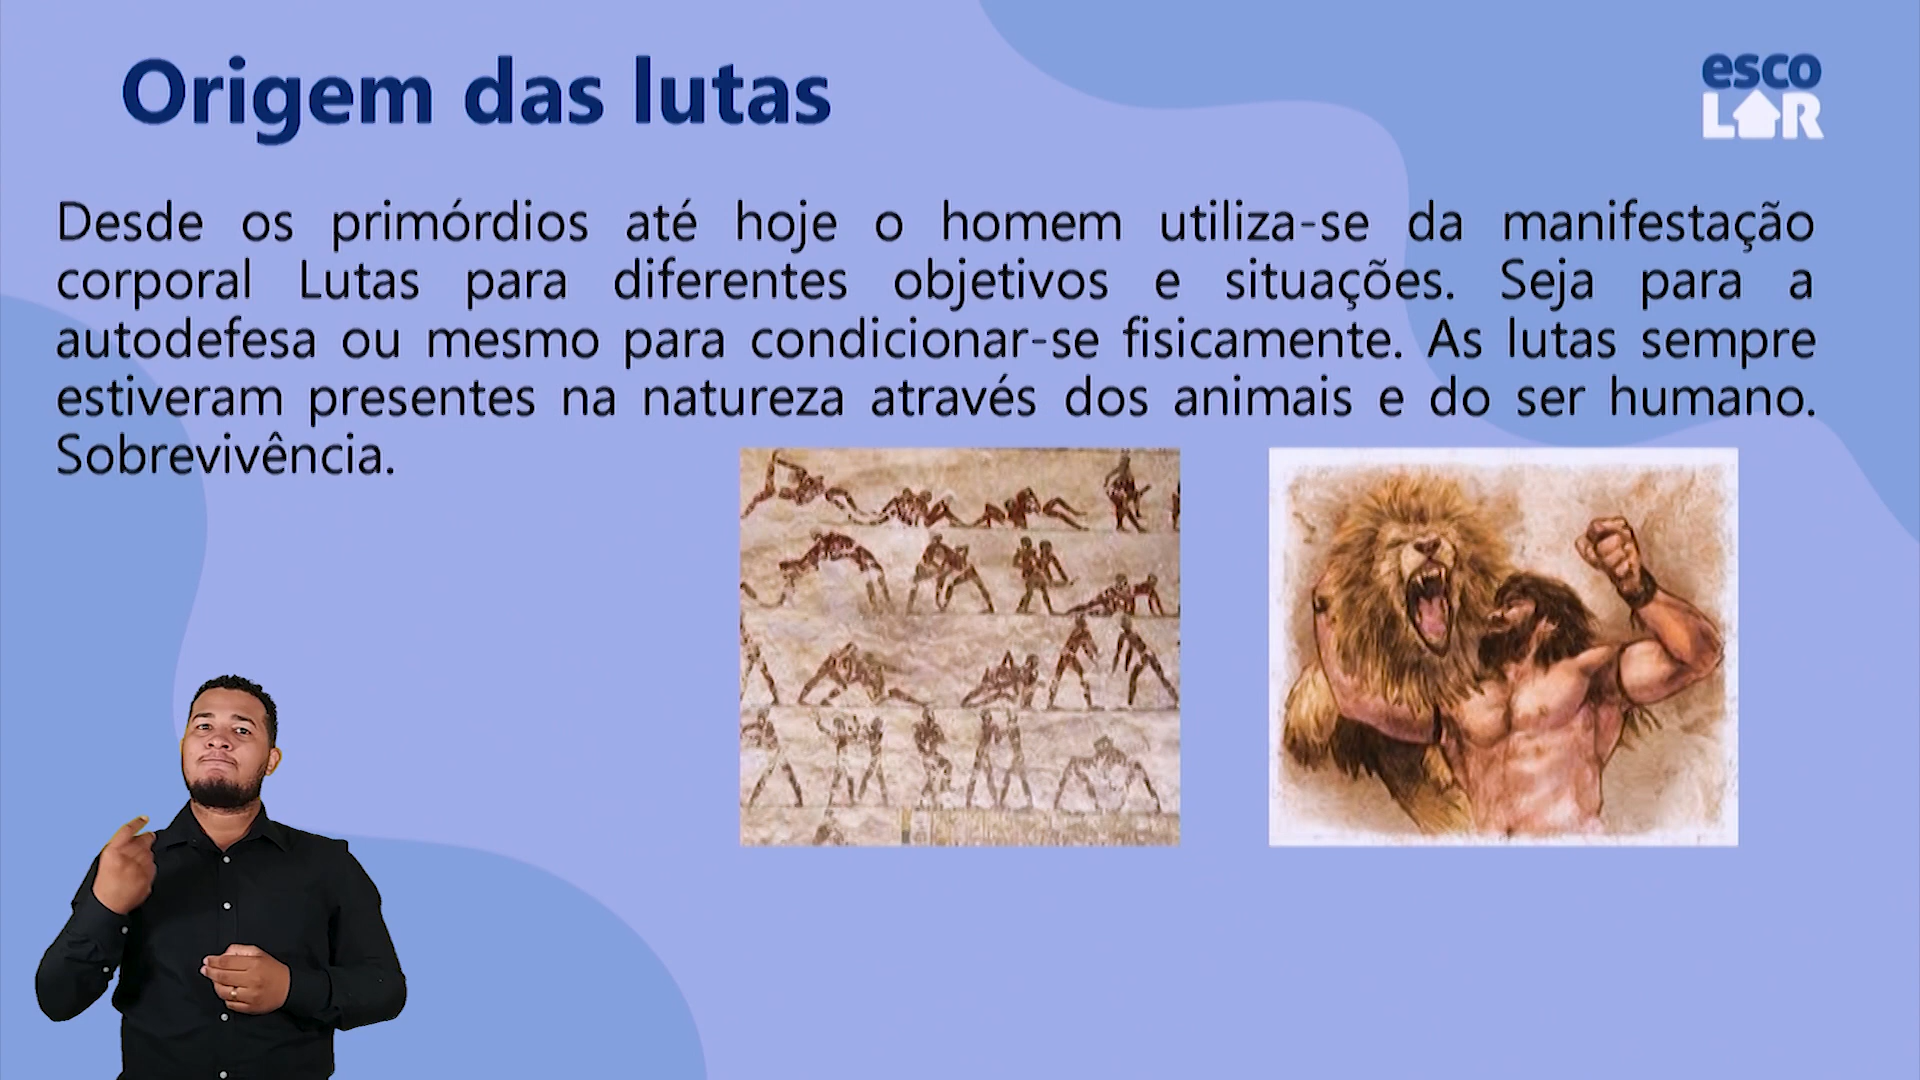 Origem das lutas
esco
LAR
Desde os primórdios até hoje o homem utiliza-se da manifestação
corporal Lutas para diferentes objetivos e situações. Seja para a
autodefesa ou mesmo para condicionar-se fisicamente. As lutas sempre
estiveram presentes na natureza através dos animais e do ser humano.
Sobrevivência.